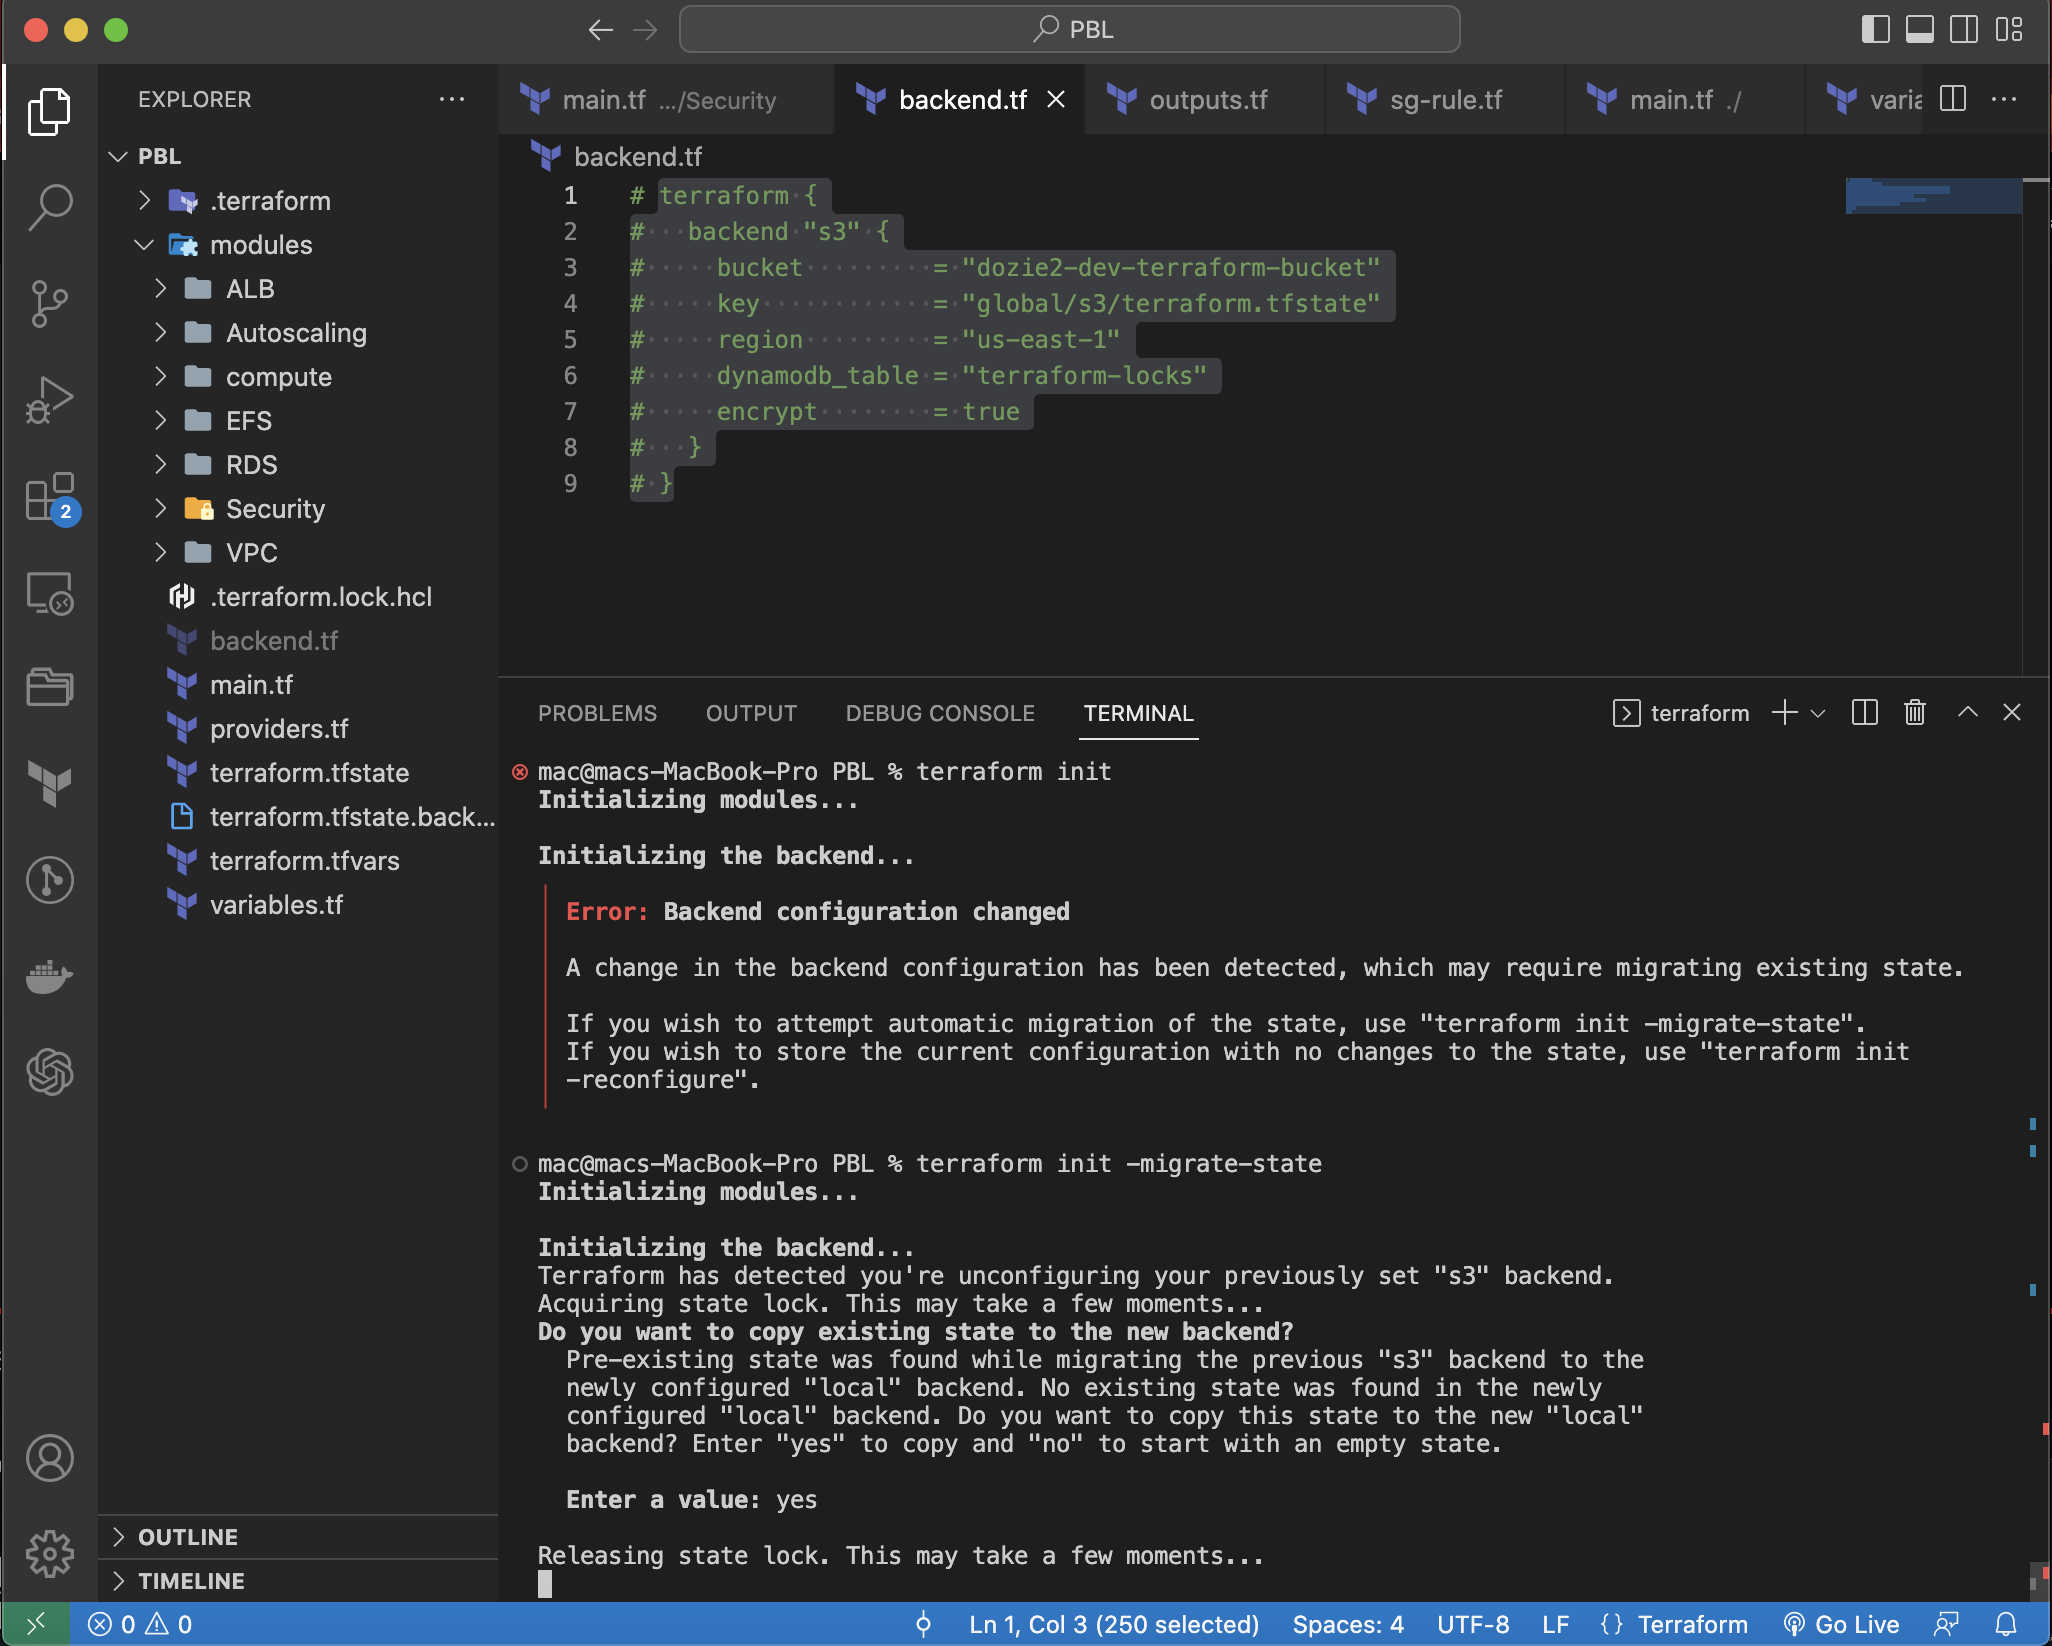 PBL
EXPLORER
PBL
.terraform
modules
ALB
Autoscaling
compute
EFS
RDS
Security
VPC
.terraform.lock.hcl
backend.tf
main.tf
providers.tf
terraform.tfstate
terraform.tfstate.back...
terraform.tfvars
variables.tf
OUTLINE
TIMELINE
2
main.tf .../Security
backend.tf
outputs.tf
sg-rule.tf
main.tf ./
varia
backend.tf
1 # terraform {
2 #   backend "s3" {
3 #     bucket         = "dozie2-dev-terraform-bucket"
4 #     key            = "global/s3/terraform.tfstate"
5 #     region         = "us-east-1"
6 #     dynamodb_table = "terraform-locks"
7 #     encrypt        = true
8 #   }
9 # }
PROBLEMS OUTPUT DEBUG CONSOLE TERMINAL
terraform
mac@macs-MacBook-Pro PBL % terraform init
Initializing modules...
Initializing the backend...
Error: Backend configuration changed
A change in the backend configuration has been detected, which may require migrating existing state.
If you wish to attempt automatic migration of the state, use "terraform init -migrate-state".
If you wish to store the current configuration with no changes to the state, use "terraform init
-reconfigure".
mac@macs-MacBook-Pro PBL % terraform init -migrate-state
Initializing modules...
Initializing the backend...
Terraform has detected you're unconfiguring your previously set "s3" backend.
Acquiring state lock. This may take a few moments...
Do you want to copy existing state to the new backend?
Pre-existing state was found while migrating the previous "s3" backend to the
newly configured "local" backend. No existing state was found in the newly
configured "local" backend. Do you want to copy this state to the new "local"
backend? Enter "yes" to copy and "no" to start with an empty state.
Enter a value: yes
Releasing state lock. This may take a few moments...
0 0
Ln 1, Col 3 (250 selected)
Spaces: 4
UTF-8
LF
{} Terraform
Go Live